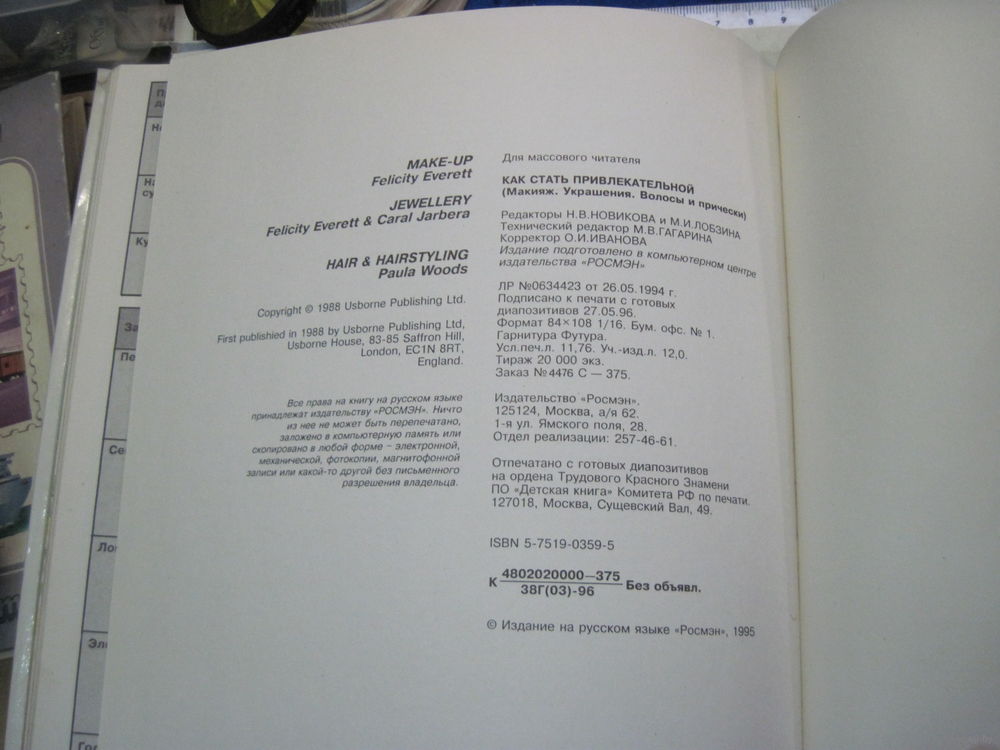 MAKE-UP
Felicity Everett
JEWELLERY
Felicity Everett & Caral Jarbera
HAIR & HAIRSTYLING
Paula Woods
Copyright © 1988 Usborne Publishing Ltd.
First publishied in 1988 by Usborne Publishing Ltd,
Usborne House, 83-85 Saffron Hill,
London, EC1N 8RT,
England.
Все права на книгу на русском языке
принадлежат издательству «РОСМЭН». Ничто
из нее не может быть перепечатано,
заложено в компьютерную память или
скопировано в любой форме – электронной,
механической, фотокопии, магнитофонной
записи или какой-то другой без письменного
разрешения владельца.
Для массового читателя
КАК СТАТЬ ПРИВЛЕКАТЕЛЬНОЙ
(Макияж. Украшения. Волосы и прически)
Редакторы Н.В.НОВИКОВА и М.И.ЛОБЗИНА
Технический редактор М.В.ГАГАРИНА
Корректор О.И.ИВАНОВА
Издание подготовлено в компьютерном центре
издательства «РОСМЭН»
ЛР №0634423 от 26.05.1994 г.
Подписано к печати с готовых
диапозитивов 27.05.96.
Формат 84×108 1/16. Бум. офс. № 1.
Гарнитура Футура.
Усл.печ.л. 11,76. Уч.-изд.л. 12,0.
Тираж 20 000 экз.
Заказ №4476 С — 375.
Издательство «Росмэн».
125124, Москва, а/я 62.
1-я ул. Ямского поля, 28.
Отдел реализации: 257-46-61.
Отпечатано с готовых диапозитивов
на ордена Трудового Красного Знамени
ПО «Детская книга» Комитета РФ по печати.
127018, Москва, Сущевский Вал, 49.
ISBN 5-7519-0359-5
К 4802020000—375 Без объявл.
38Г(03)-96
© Издание на русском языке «Росмэн», 1995
7 8 9